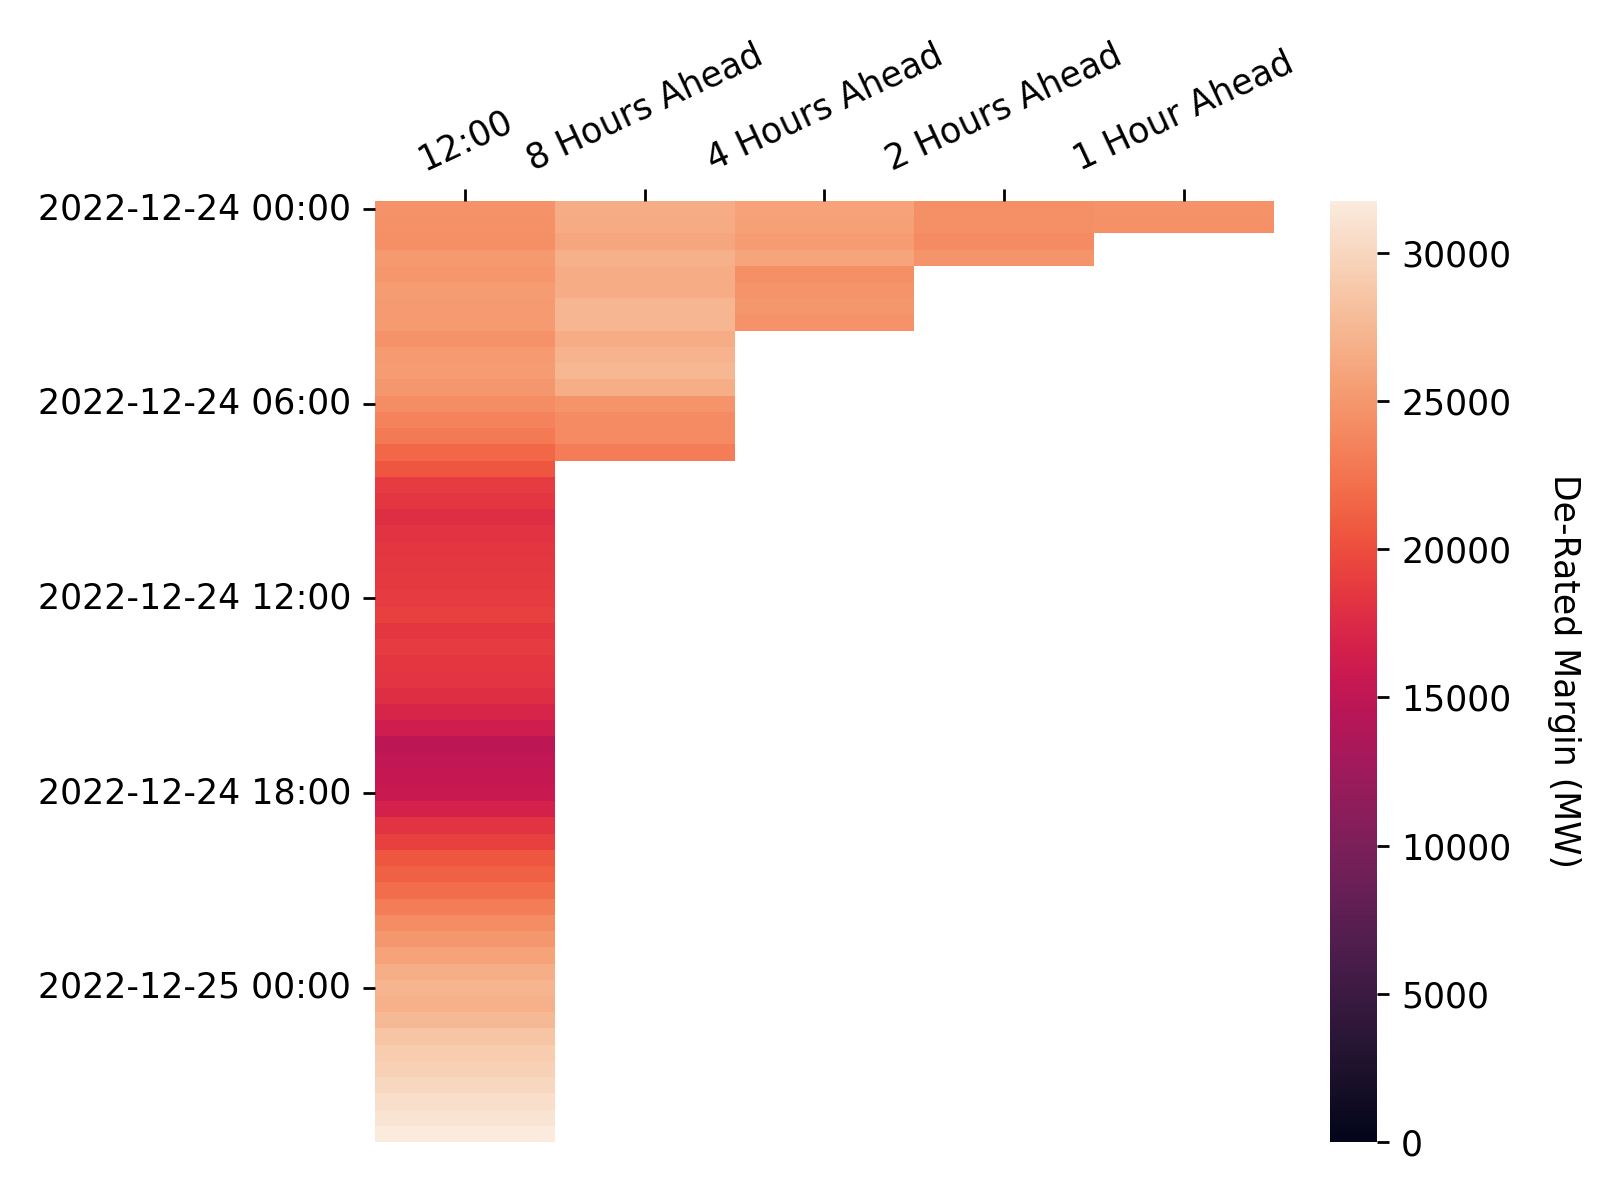 12:00
8 Hours Ahead
4 Hours Ahead
2 Hours Ahead
1 Hour Ahead
2022-12-24 00:00
2022-12-24 06:00
2022-12-24 12:00
2022-12-24 18:00
2022-12-25 00:00
30000
25000
20000
15000
10000
5000
0
De-Rated Margin (MW)